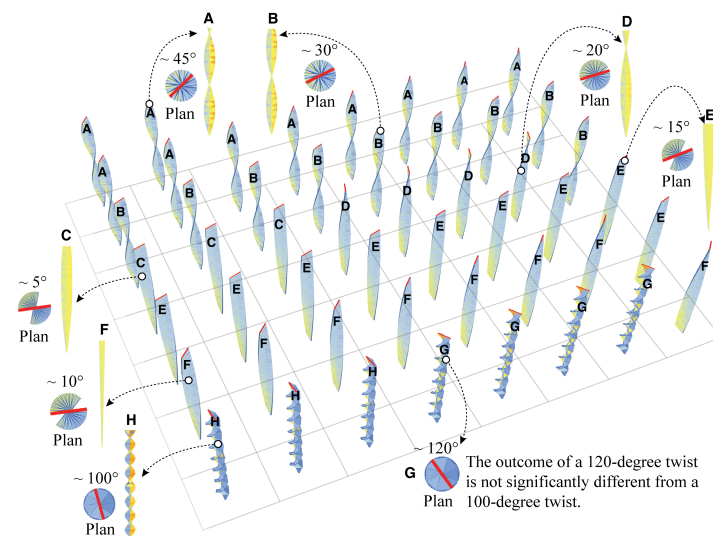 A
B
D
~ 45°
~ 30°
~ 20°
Plan
Plan
Plan
E
~ 15°
Plan
A
A
A
A
A
A
A
A
A
B
B
B
B
B
B
B
B
C
C
C
D
D
D
D
E
E
E
E
E
E
E
E
F
F
F
F
F
F
F
F
G
G
G
G
H
H
H
C
~ 5°
Plan
F
~ 10°
Plan
H
~ 100°
Plan
~ 120°
G
Plan
The outcome of a 120-degree twist
is not significantly different from a
100-degree twist.